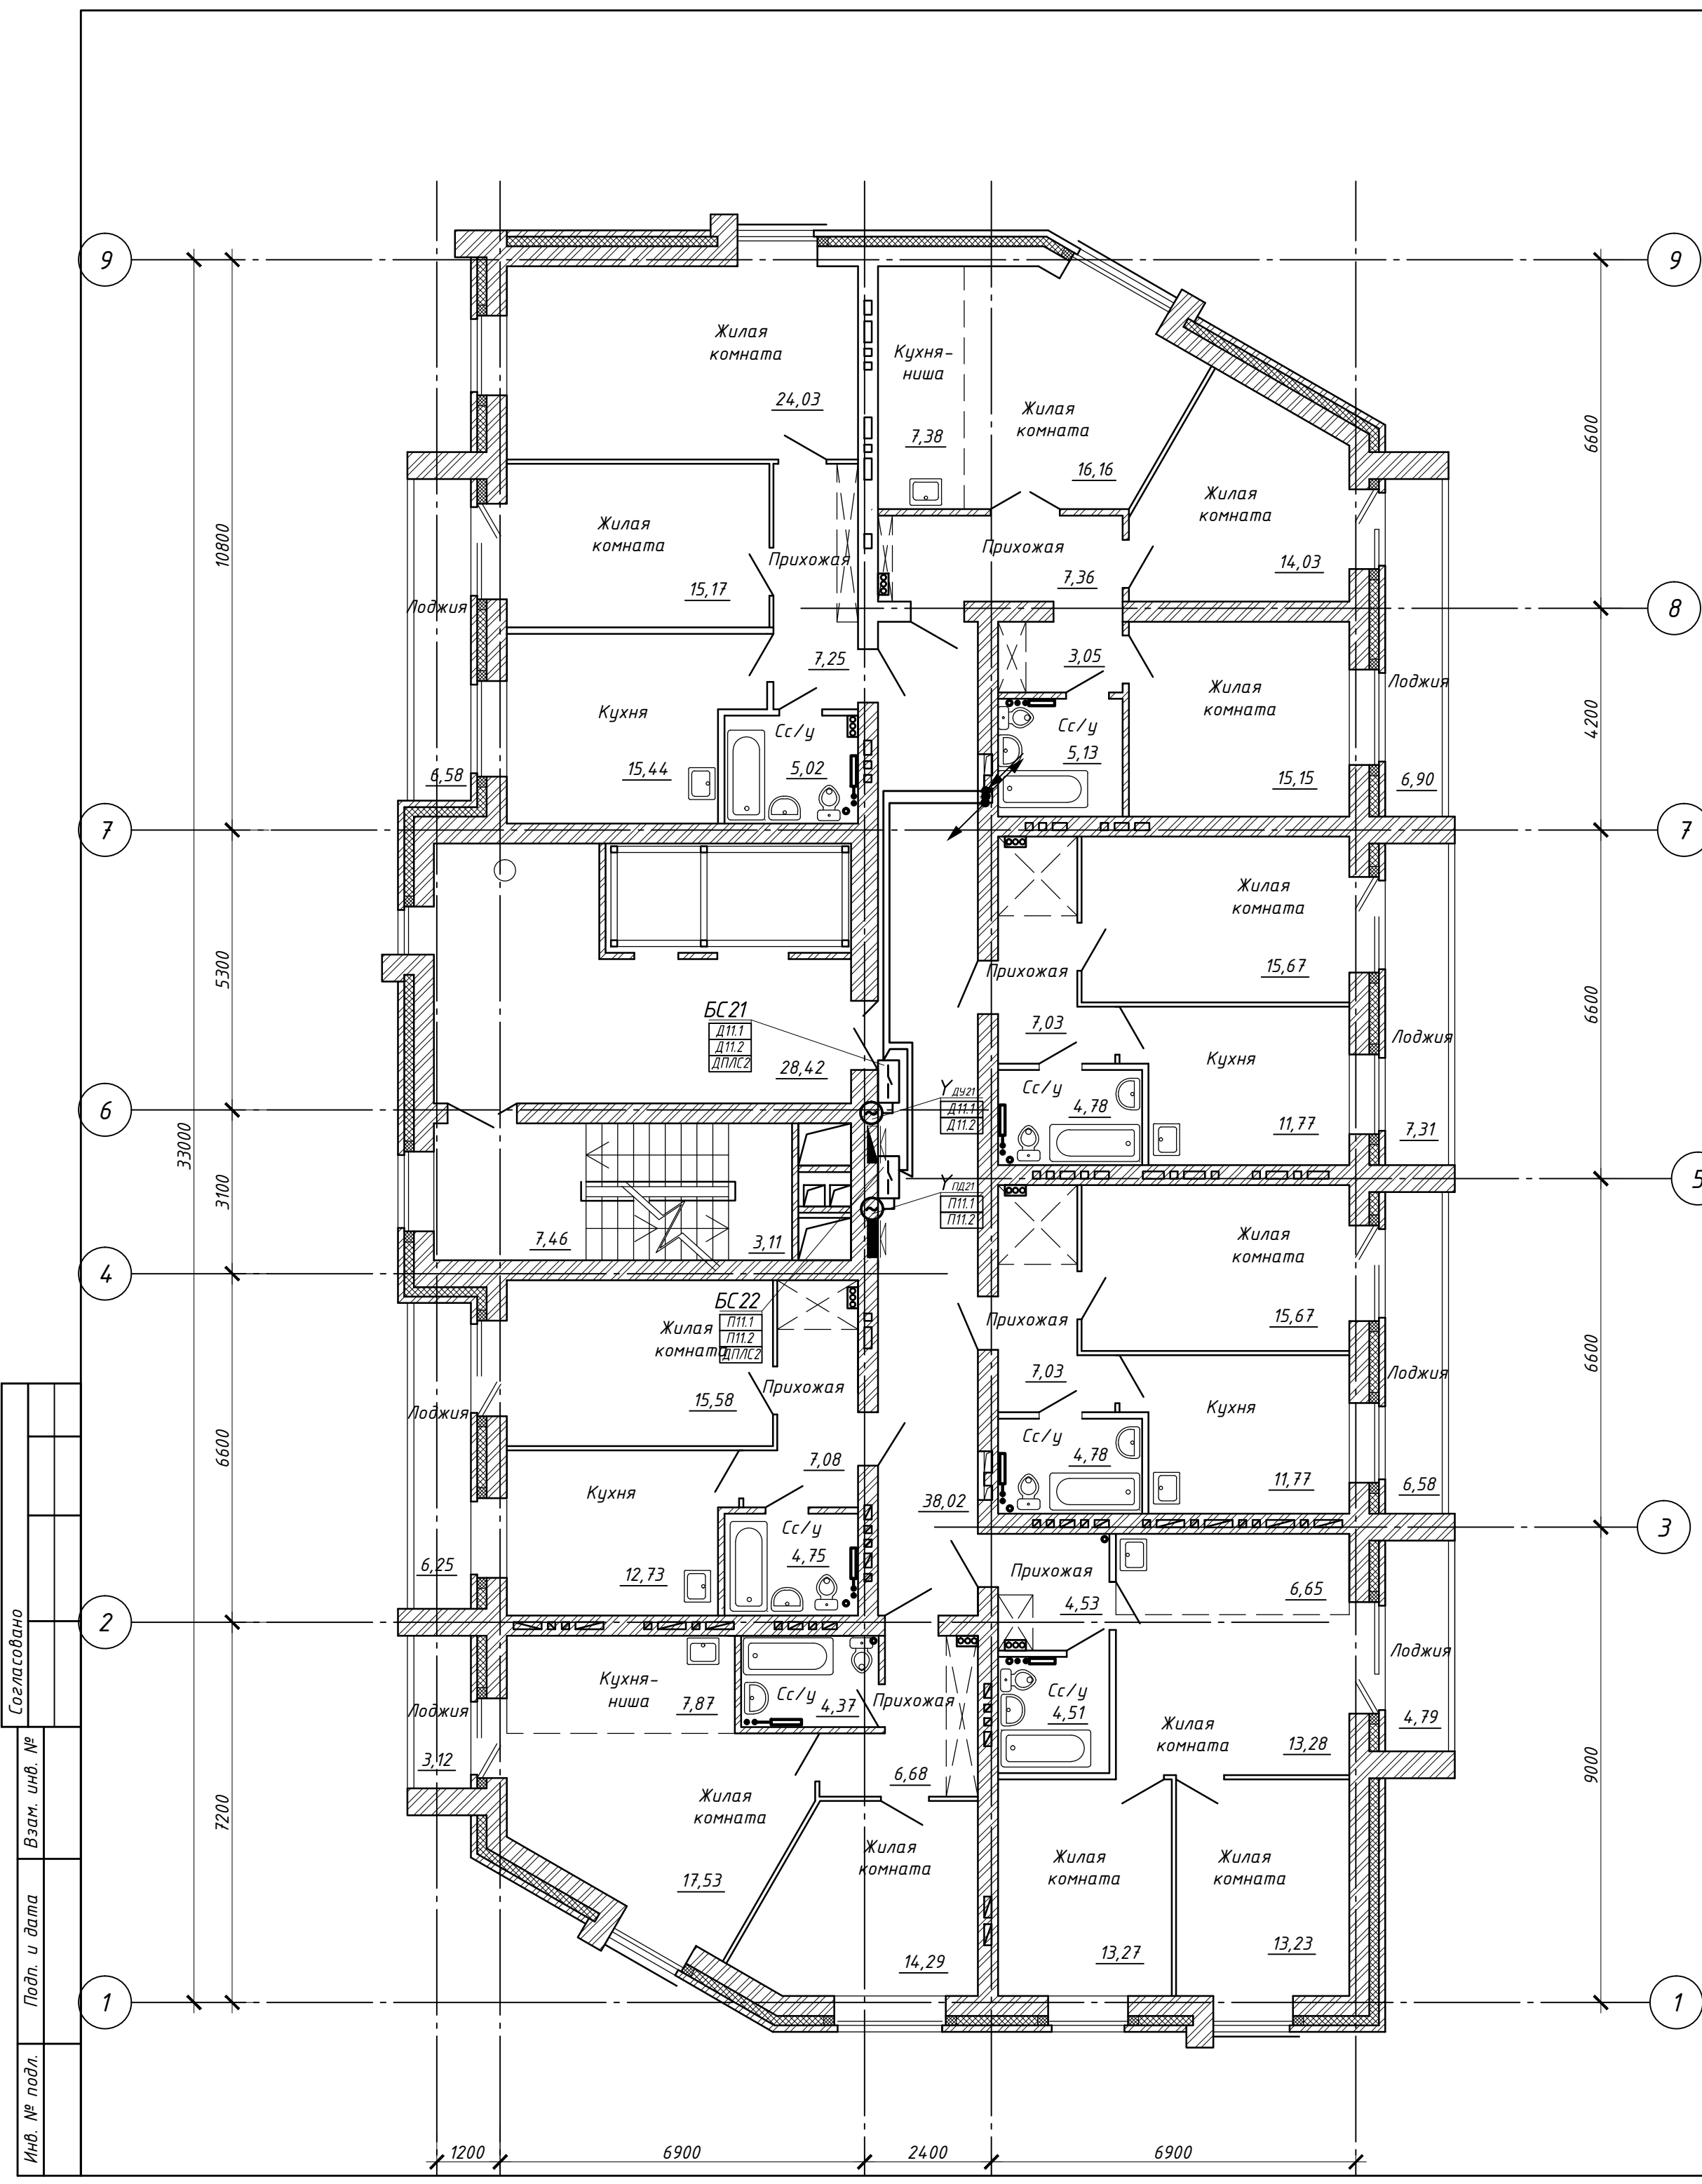 9
9
Жилая
комната
24,03
Кухня-
ниша
7,38
Жилая
комната
16,16
6600
Жилая
комната
15,17
Прихожая
10800
Прихожая
7,36
Жилая
комната
14,03
Лоджия
8
7,25
3,05
Жилая
комната
15,15
Лоджия
Кухня
15,44
Сс/у
5,02
Сс/у
5,13
4200
6,58
6,90
7
7
Жилая
комната
15,67
5300
Прихожая
6600
БС21
Д11.1
Д11.2
ДПЛС2
28,42
7,03
Кухня
Лоджия
Сс/у
4,78
11,77
7,31
YДУ21
Д11.1
Д11.2
6
33000
3100
5
YПД21
П11.1
П11.2
7,46
3,11
Жилая
комната
15,67
4
БС22
П11.1
П11.2
ДПЛС2
Жилая
комната
15,58
Прихожая
Прихожая
6600
7,03
Лоджия
Лоджия
Кухня
6600
7,08
Сс/у
4,78
11,77
6,58
Кухня
12,73
38,02
Сс/у
4,75
3
6,25
Прихожая
4,53
6,65
2
Кухня-
ниша
7,87
Сс/у
4,37
Прихожая
Сс/у
4,51
Лоджия
Лоджия
3,12
4,79
Жилая
комната
13,28
6,68
9000
7200
Жилая
комната
17,53
Жилая
комната
14,29
Жилая
комната
13,27
Жилая
комната
13,23
1
1
1200
6900
2400
6900
Согласовано
Взам. инв. №
Подп. и дата
Инв. № подл.